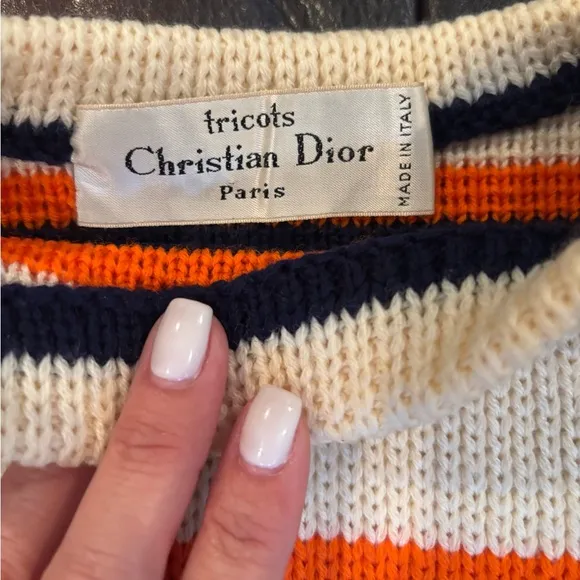 tricots
Christian Dior
Paris
MADE IN ITALY